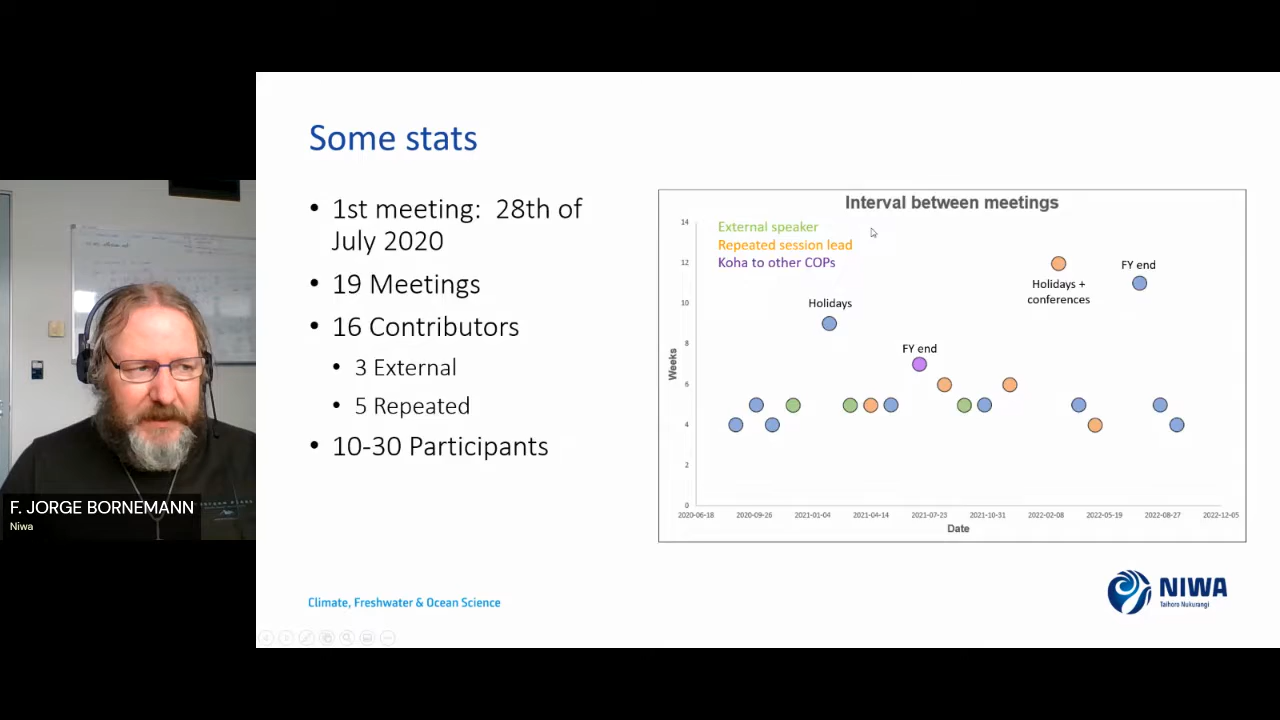 Some stats
• 1st meeting: 28th of
July 2020
• 19 Meetings
• 16 Contributors
• 3 External
• 5 Repeated
• 10-30 Participants
Interval between meetings
External speaker
Repeated session lead
Koha to other COPs
Holidays
FY end
Holidays +
conferences
FY end
Weeks
14
12
10
8
6
4
2
0
2020-06-18 2020-09-26 2021-01-04 2021-04-14 2021-07-23 2021-10-31 2022-02-08 2022-05-19 2022-08-27 2022-12-05
Date
Climate, Freshwater & Ocean Science
NIWA
Taihoro Nukurangi
F. JORGE BORNEMANN
Niwa